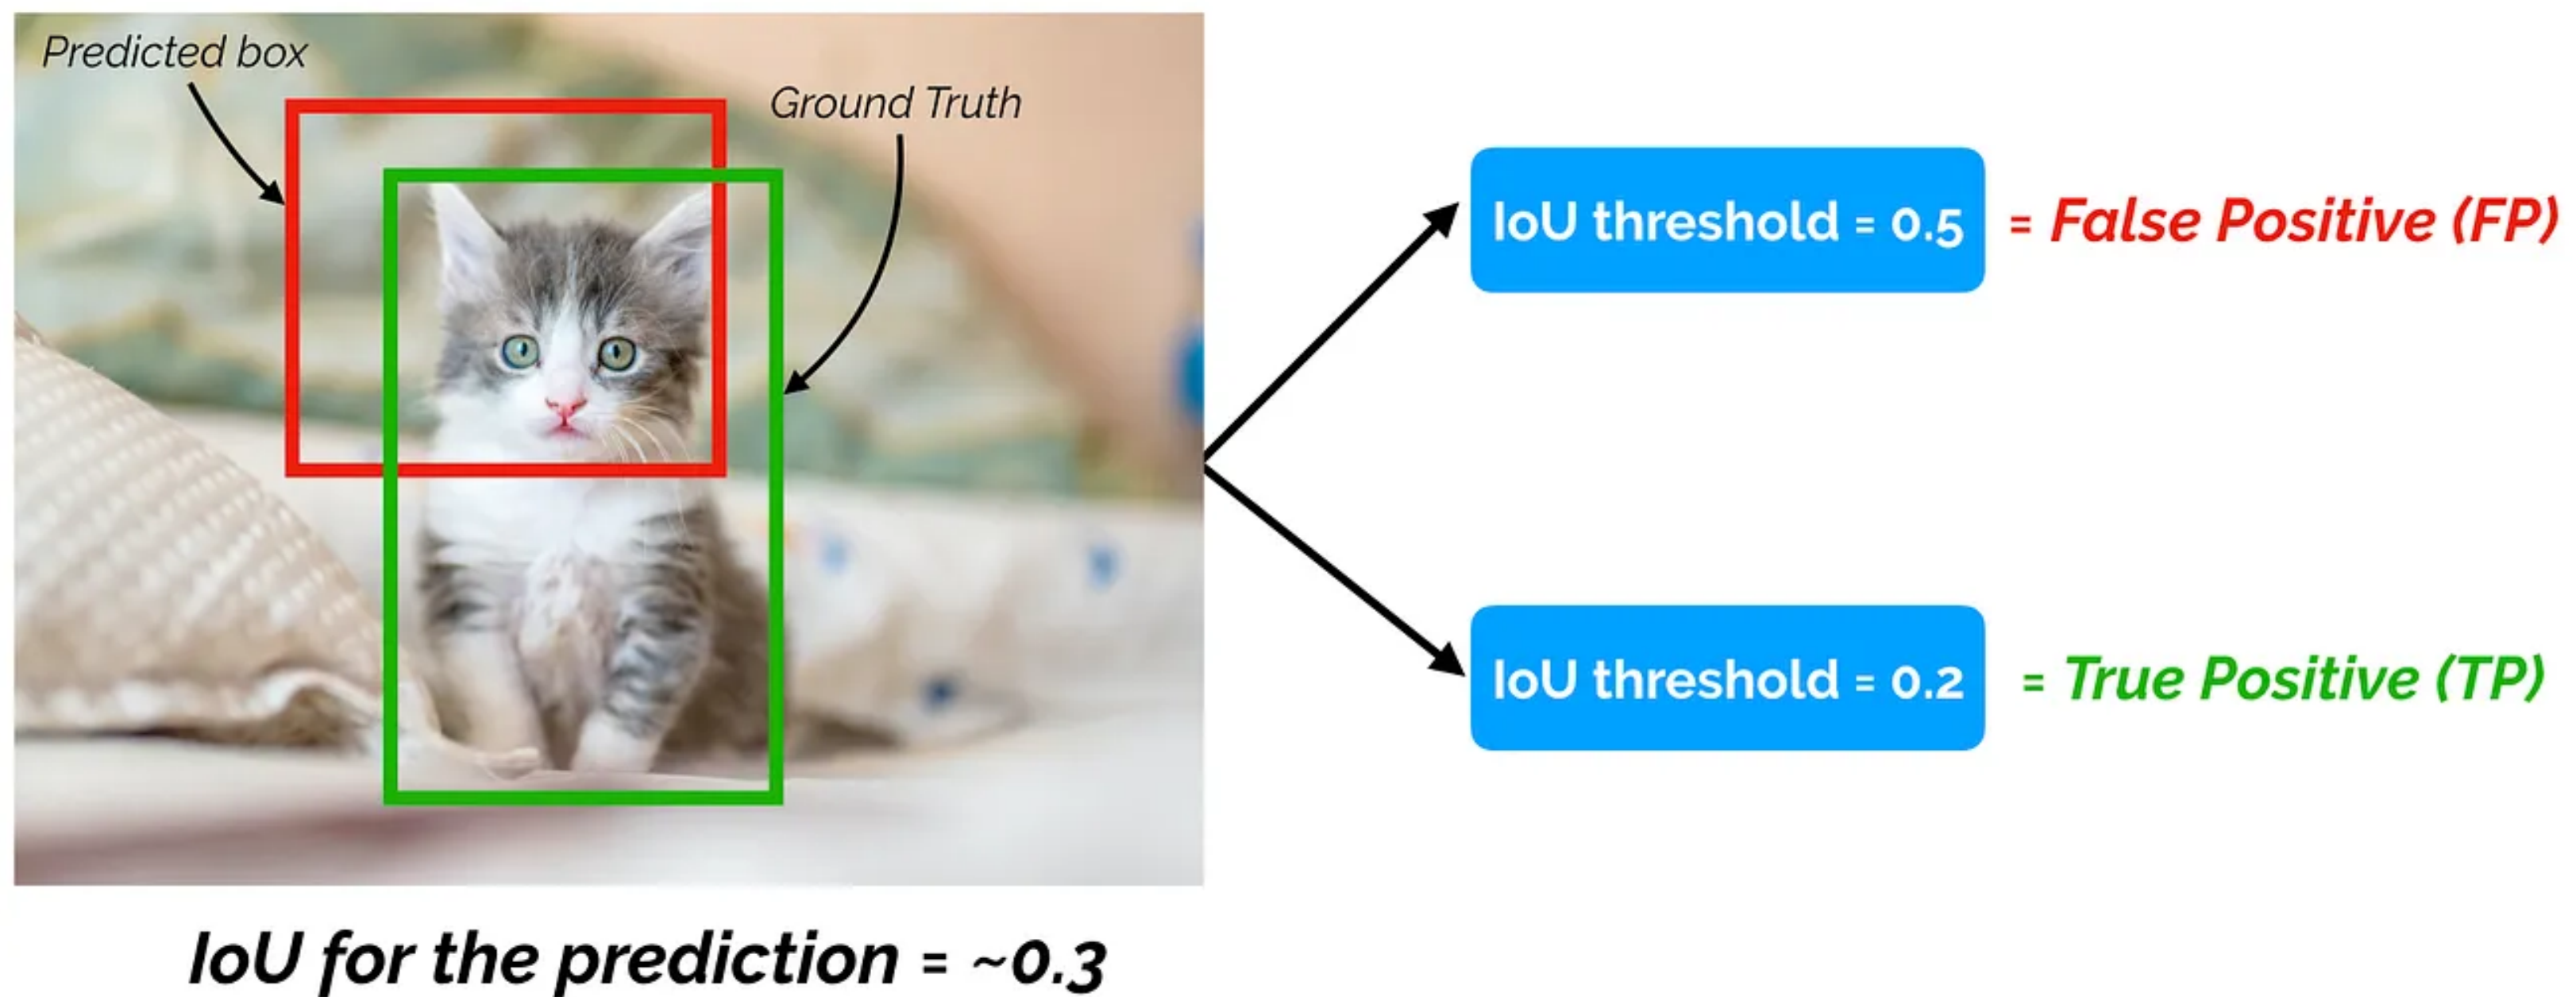 Predicted box
Ground Truth
IoU threshold = 0.5 = False Positive (FP)
IoU threshold = 0.2 = True Positive (TP)
IoU for the prediction = ~0.3